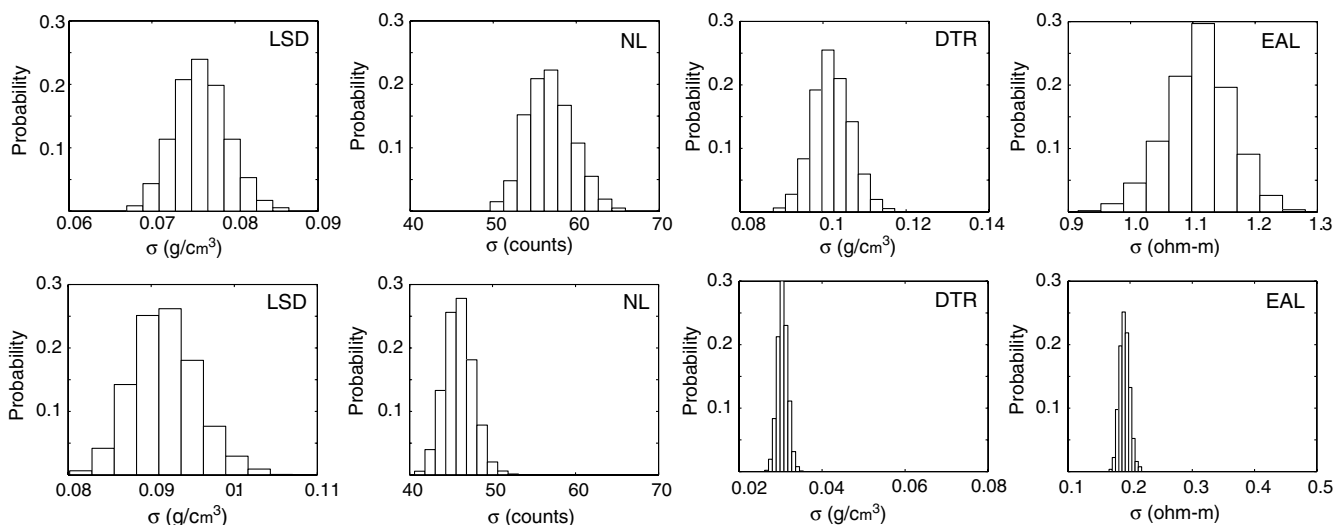 0.3 0.3 0.3 0.3
LSD NL DTR EAL
Probability Probability Probability Probability
0.2 0.2 0.2 0.2
0.1 0.1 0.1 0.1
0.06 0.07 0.08 0.09 40 50 60 70 0.08 0.1 0.12 0.14 0.9 1.0 1.1 1.2 1.3
σ (g/cm³) σ (counts) σ (g/cm³) σ (ohm-m)
0.3 0.3 0.3 0.3
LSD NL DTR EAL
Probability Probability Probability Probability
0.2 0.2 0.2 0.2
0.1 0.1 0.1 0.1
0.08 0.09 01 0.11 40 50 60 70 0.02 0.04 0.06 0.08 0.1 0.2 0.3 0.4 0.5
σ (g/cm³) σ (counts) σ (g/cm³) σ (ohm-m)